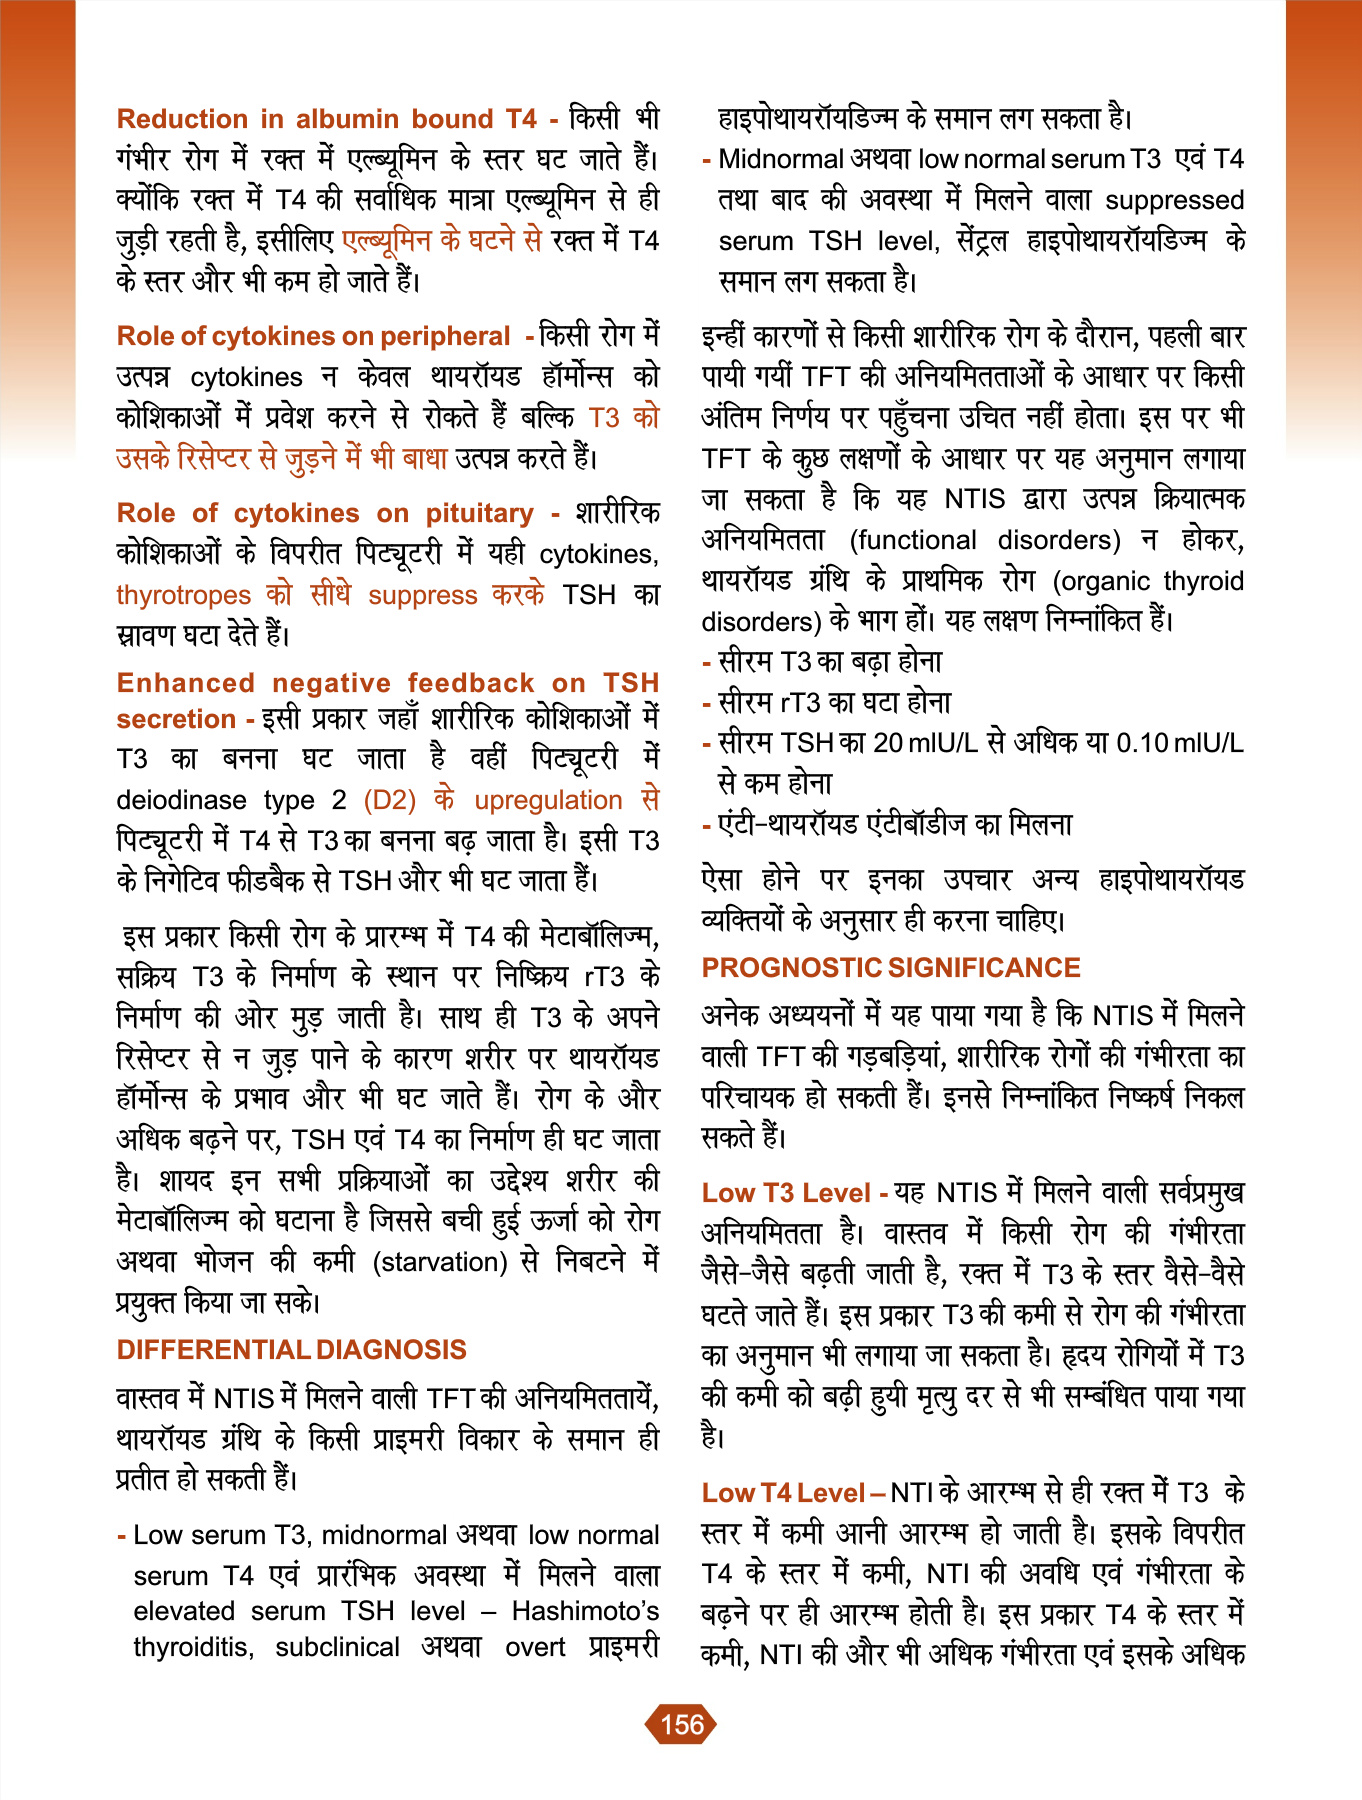 Reduction in albumin bound T4 - किसी भी
गंभीर रोग में रक्त में एल्ब्यूमिन के स्तर घट जाते हैं।
क्योंकि रक्त में T4 की सर्वाधिक मात्रा एल्ब्यूमिन से ही
जुड़ी रहती है, इसीलिए एल्ब्यूमिन के घटने से रक्त में T4
के स्तर और भी कम हो जाते हैं।
Role of cytokines on peripheral - किसी रोग में
उत्पन्न cytokines न केवल थायरॉयड हॉर्मोन्स को
कोशिकाओं में प्रवेश करने से रोकते हैं बल्कि T3 को
उसके रिसेप्टर से जुड़ने में भी बाधा उत्पन्न करते हैं।
Role of cytokines on pituitary - शारीरिक
कोशिकाओं के विपरीत पिट्यूटरी में यही cytokines,
thyrotropes को सीधे suppress करके TSH का
स्रावण घटा देते हैं।
Enhanced negative feedback on TSH
secretion - इसी प्रकार जहाँ शारीरिक कोशिकाओं में
T3 का बनना घट जाता है वहीं पिट्यूटरी में
deiodinase type 2 (D2) के upregulation से
पिट्यूटरी में T4 से T3 का बनना बढ़ जाता है। इसी T3
के निगेटिव फीडबैक से TSH और भी घट जाता हैं।
इस प्रकार किसी रोग के प्रारम्भ में T4 की मेटाबॉलिज्म,
सक्रिय T3 के निर्माण के स्थान पर निष्क्रिय rT3 के
निर्माण की ओर मुड़ जाती है। साथ ही T3 के अपने
रिसेप्टर से न जुड़ पाने के कारण शरीर पर थायरॉयड
हॉर्मोन्स के प्रभाव और भी घट जाते हैं। रोग के और
अधिक बढ़ने पर, TSH एवं T4 का निर्माण ही घट जाता
है। शायद इन सभी प्रक्रियाओं का उद्देश्य शरीर की
मेटाबॉलिज्म को घटाना है जिससे बची हुई ऊर्जा को रोग
अथवा भोजन की कमी (starvation) से निबटने में
प्रयुक्त किया जा सके।
DIFFERENTIAL DIAGNOSIS
वास्तव में NTIS में मिलने वाली TFT की अनियमिततायें,
थायरॉयड ग्रंथि के किसी प्राइमरी विकार के समान ही
प्रतीत हो सकती हैं।
- Low serum T3, midnormal अथवा low normal
serum T4 एवं प्रारंभिक अवस्था में मिलने वाला
elevated serum TSH level – Hashimoto’s
thyroiditis, subclinical अथवा overt प्राइमरी
हाइपोथायरॉयडिज्म के समान लग सकता है।
- Midnormal अथवा low normal serum T3 एवं T4
तथा बाद की अवस्था में मिलने वाला suppressed
serum TSH level, सेंट्रल हाइपोथायरॉयडिज्म के
समान लग सकता है।
इन्हीं कारणों से किसी शारीरिक रोग के दौरान, पहली बार
पायी गयीं TFT की अनियमितताओं के आधार पर किसी
अंतिम निर्णय पर पहुँचना उचित नहीं होता। इस पर भी
TFT के कुछ लक्षणों के आधार पर यह अनुमान लगाया
जा सकता है कि यह NTIS द्वारा उत्पन्न क्रियात्मक
अनियमितता (functional disorders) न होकर,
थायरॉयड ग्रंथि के प्राथमिक रोग (organic thyroid
disorders) के भाग हों। यह लक्षण निम्नांकित हैं।
- सीरम T3 का बढ़ा होना
- सीरम rT3 का घटा होना
- सीरम TSH का 20 mIU/L से अधिक या 0.10 mIU/L
से कम होना
- एंटी-थायरॉयड एंटीबॉडीज का मिलना
ऐसा होने पर इनका उपचार अन्य हाइपोथायरॉयड
व्यक्तियों के अनुसार ही करना चाहिए।
PROGNOSTIC SIGNIFICANCE
अनेक अध्ययनों में यह पाया गया है कि NTIS में मिलने
वाली TFT की गड़बड़ियां, शारीरिक रोगों की गंभीरता का
परिचायक हो सकती हैं। इनसे निम्नांकित निष्कर्ष निकल
सकते हैं।
Low T3 Level - यह NTIS में मिलने वाली सर्वप्रमुख
अनियमितता है। वास्तव में किसी रोग की गंभीरता
जैसे-जैसे बढ़ती जाती है, रक्त में T3 के स्तर वैसे-वैसे
घटते जाते हैं। इस प्रकार T3 की कमी से रोग की गंभीरता
का अनुमान भी लगाया जा सकता है। हृदय रोगियों में T3
की कमी को बढ़ी हुयी मृत्यु दर से भी सम्बंधित पाया गया
है।
Low T4 Level – NTI के आरम्भ से ही रक्त में T3 के
स्तर में कमी आनी आरम्भ हो जाती है। इसके विपरीत
T4 के स्तर में कमी, NTI की अवधि एवं गंभीरता के
बढ़ने पर ही आरम्भ होती है। इस प्रकार T4 के स्तर में
कमी, NTI की और भी अधिक गंभीरता एवं इसके अधिक
156